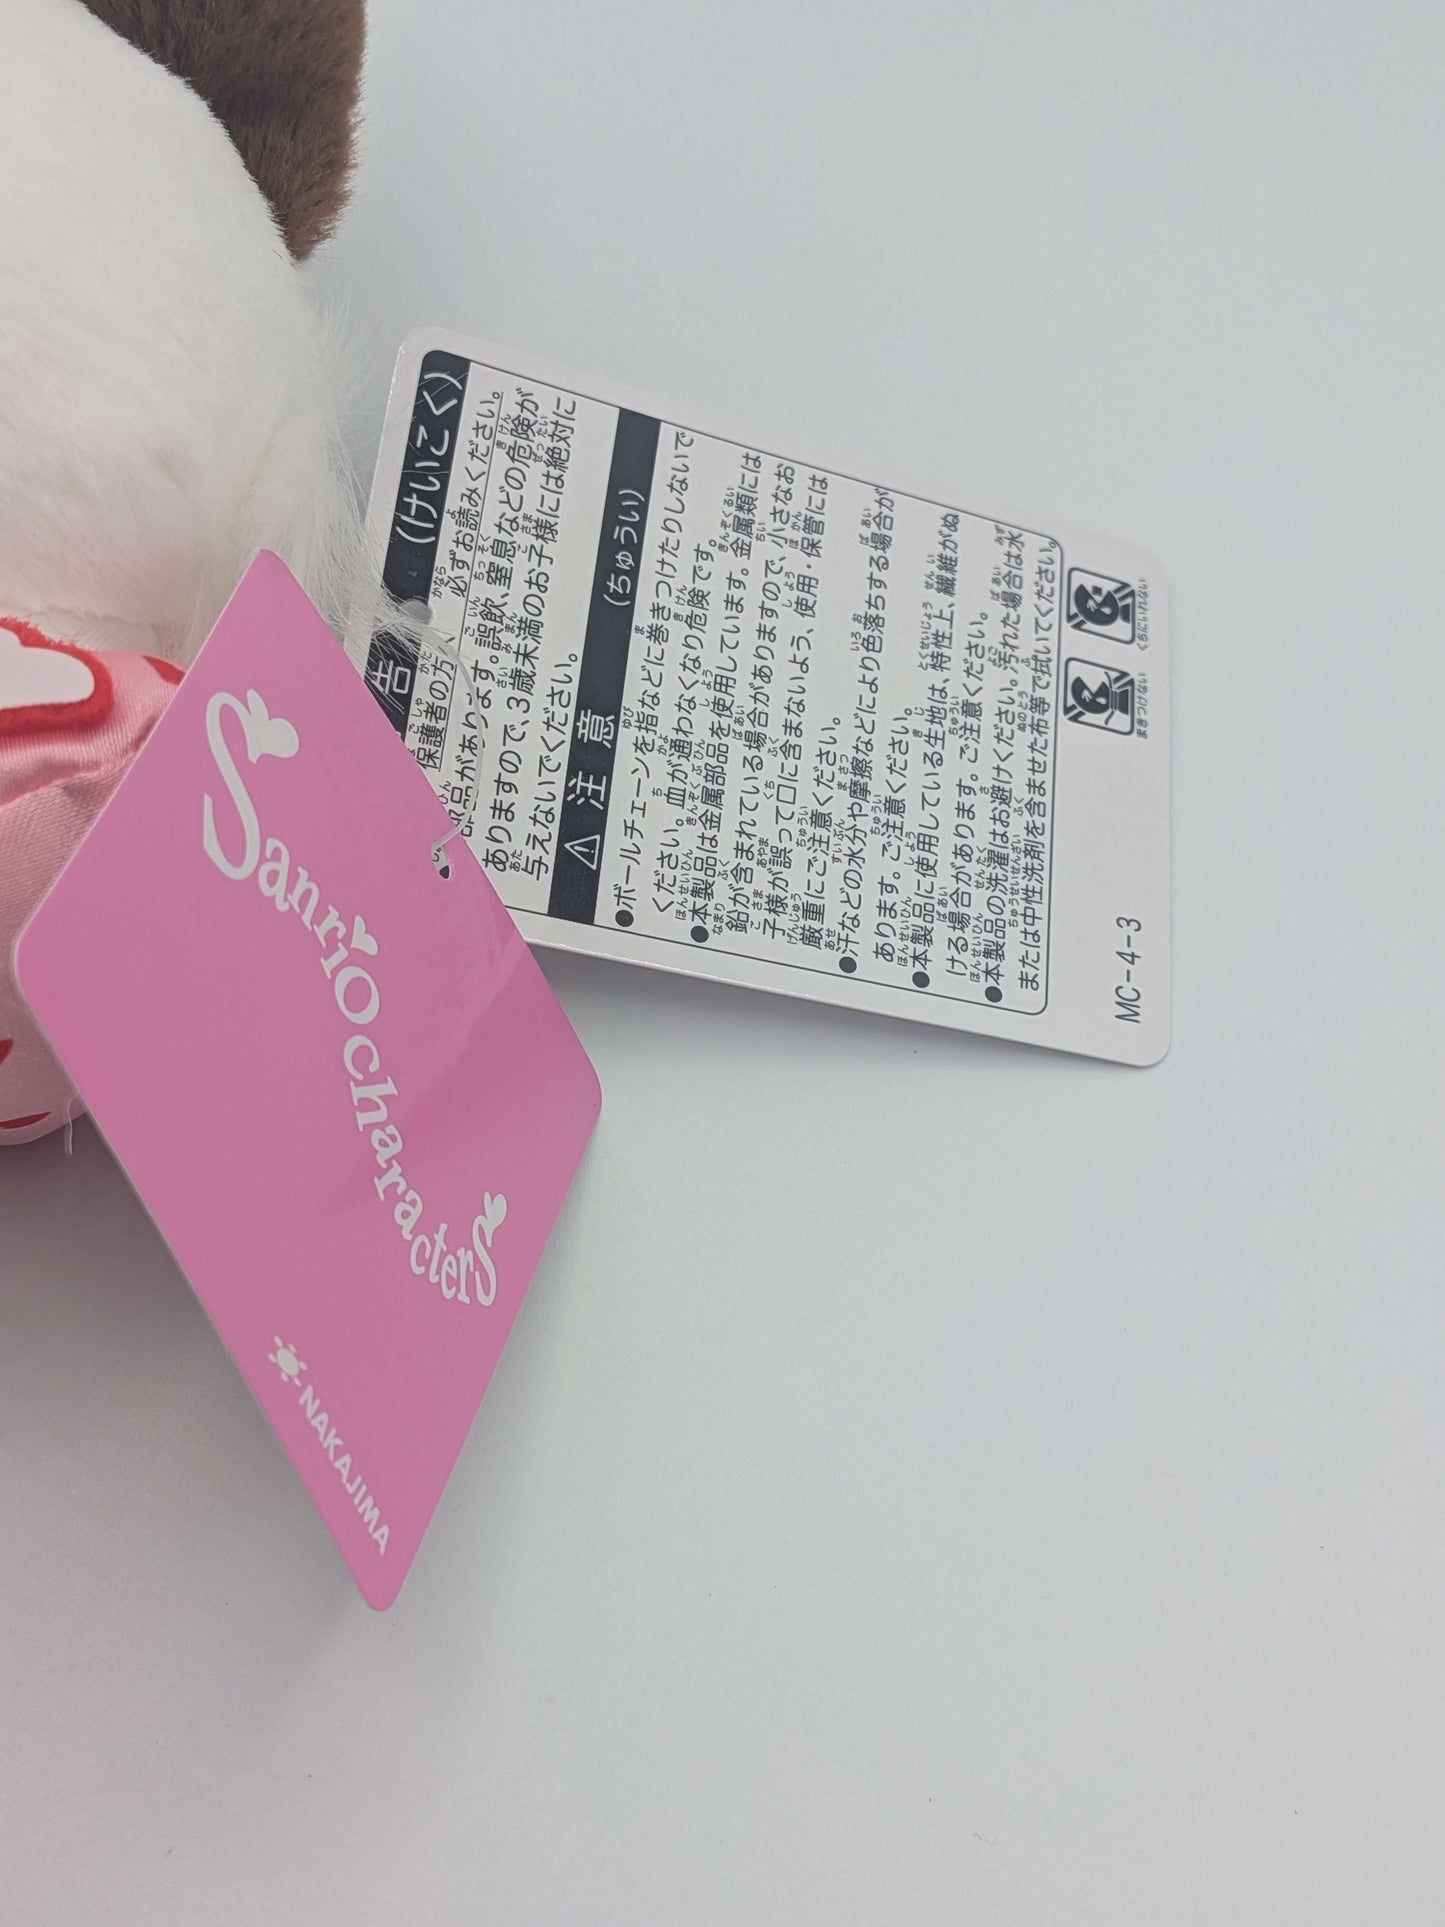 Sanrio characters
NAKAJIMA
告 (けいこく)
保護者の方 必ずお読みください。
部品があります。誤飲、窒息などの危険が
ありますので、3歳未満のお子様には絶対に
与えないでください。
⚠ 注意 (ちゅうい)
●ボールチェーンを指などに巻きつけたりしないで
ください。血が通わなくなり危険です。
●本製品は金属部品を使用しています。金属類には
鉛が含まれている場合がありますので、小さなお
子様が誤って口に含まないよう、使用・保管には
厳重にご注意ください。
●汗などの水分や摩擦などにより色落ちする場合が
あります。ご注意ください。
●本製品に使用している生地は、特性上、繊維がぬ
ける場合があります。ご注意ください。
●本製品の洗濯はお避けください。汚れた場合は水
または中性洗剤を含ませた布等で拭いてください。
まきつけない くちにいれない
MC-4-3